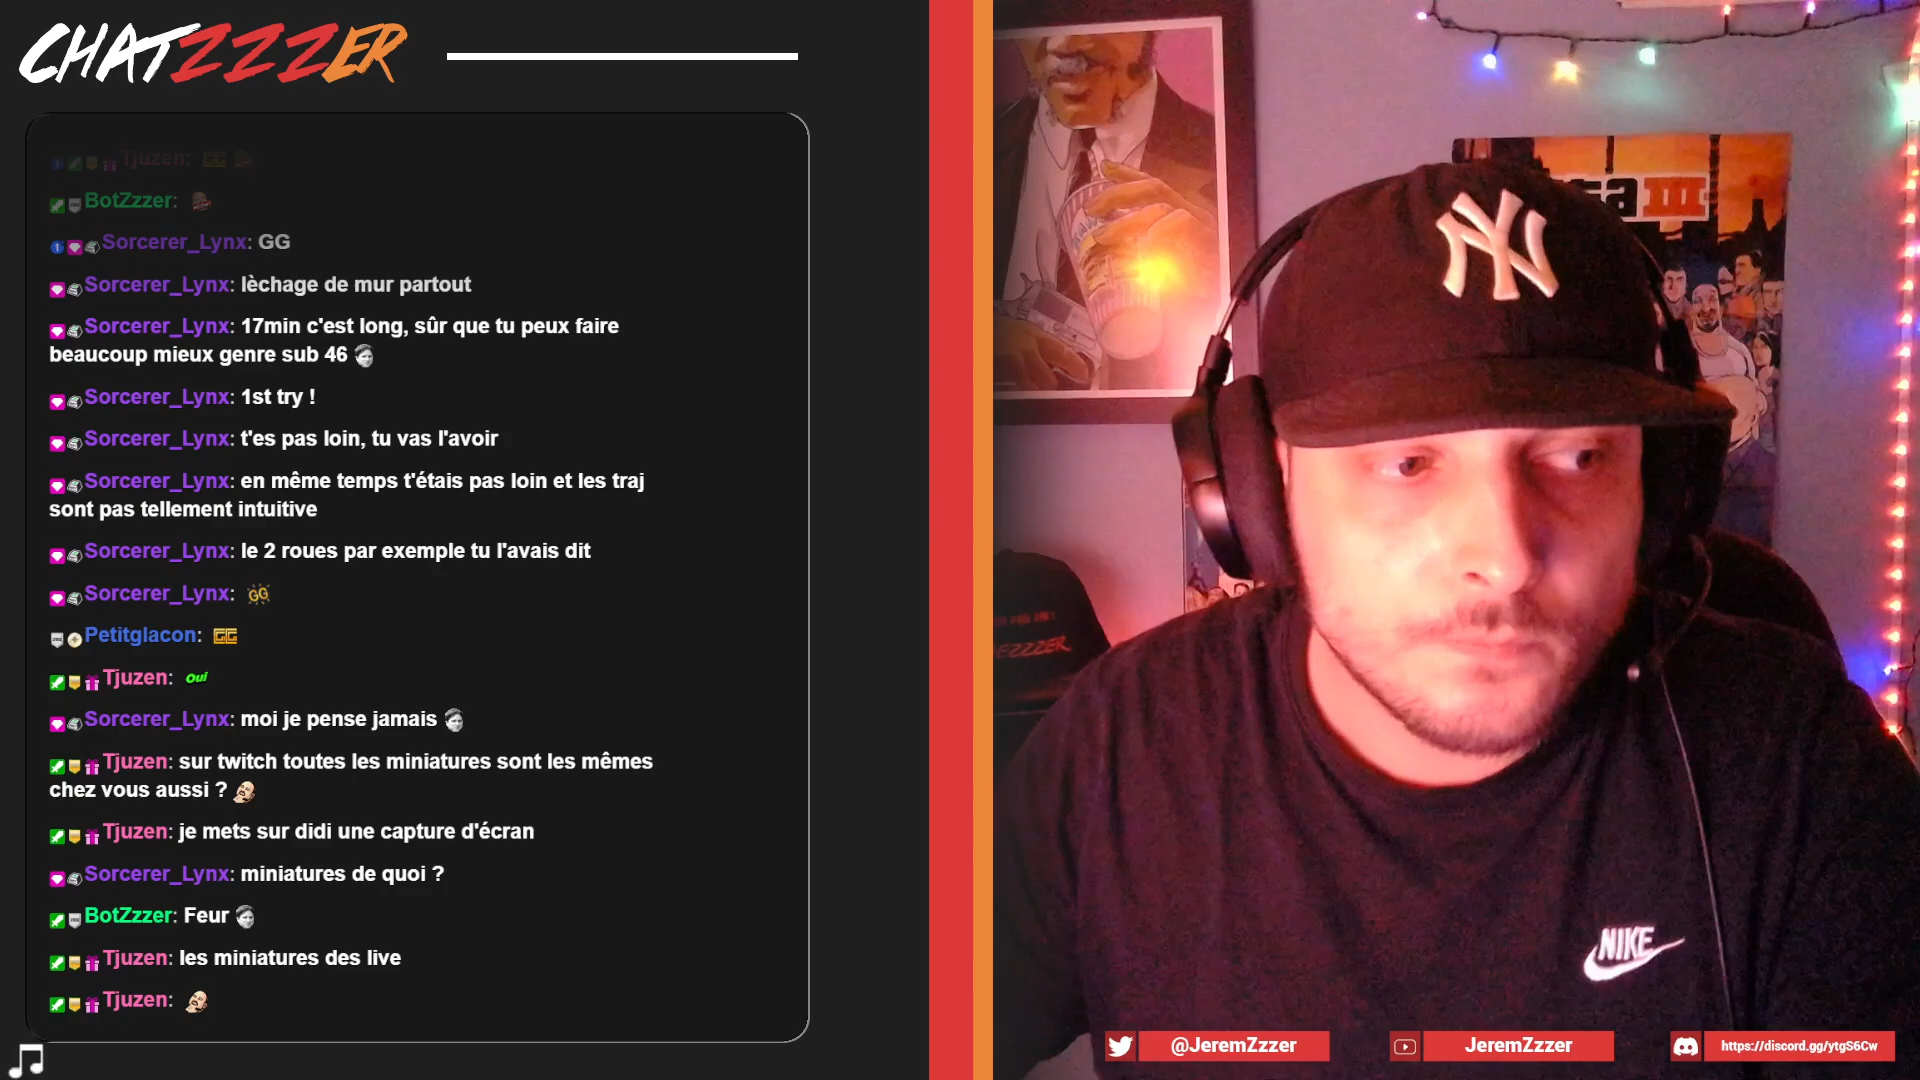 CHATZZZER
Tjuzen: GG
BotZzzer:
Sorcerer_Lynx: GG
Sorcerer_Lynx: lèchage de mur partout
Sorcerer_Lynx: 17min c'est long, sûr que tu peux faire
beaucoup mieux genre sub 46
Sorcerer_Lynx: 1st try !
Sorcerer_Lynx: t'es pas loin, tu vas l'avoir
Sorcerer_Lynx: en même temps t'étais pas loin et les traj
sont pas tellement intuitive
Sorcerer_Lynx: le 2 roues par exemple tu l'avais dit
Sorcerer_Lynx: GG
Petitglacon: GG
Tjuzen: OUI
Sorcerer_Lynx: moi je pense jamais
Tjuzen: sur twitch toutes les miniatures sont les mêmes
chez vous aussi ?
Tjuzen: je mets sur didi une capture d'écran
Sorcerer_Lynx: miniatures de quoi ?
BotZzzer: Feur
Tjuzen: les miniatures des live
Tjuzen:
III
NY
NIKE
@JeremZzzer
JeremZzzer
https://discord.gg/ytgS6Cw